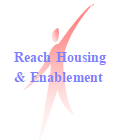 Reach Housing
& Enablement